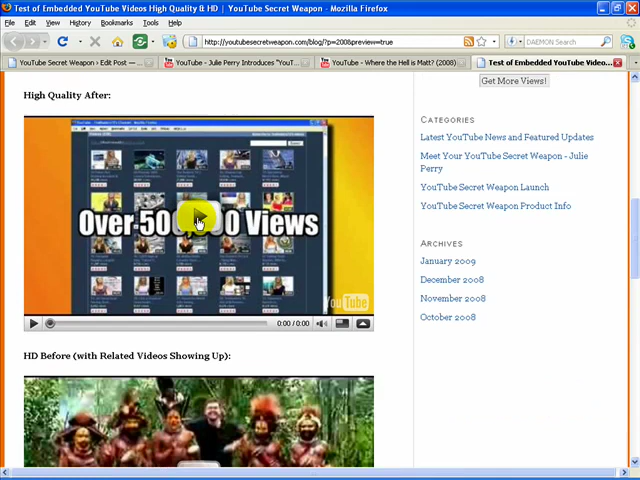 Test of Embedded YouTube Videos High Quality & HD | YouTube Secret Weapon - Mozilla Firefox
File Edit View History Bookmarks Tools Help
http://youtubesecretweapon.com/blog/?p=200&preview=true
DAEMON Search
YouTube Secret Weapon › Edit Post — ...
YouTube - Julie Perry Introduces "YouT...
YouTube - Where the Hell is Matt? (2008)
Test of Embedded YouTube Video...
Get More Views!
High Quality After:
CATEGORIES
Latest YouTube News and Featured Updates
Meet Your YouTube Secret Weapon - Julie
Perry
YouTube Secret Weapon Launch
YouTube Secret Weapon Product Info
ARCHIVES
January 2009
December 2008
November 2008
October 2008
Over 500, 0 Views
YouTube
0:00 / 0:00
HD Before (with Related Videos Showing Up):
Done